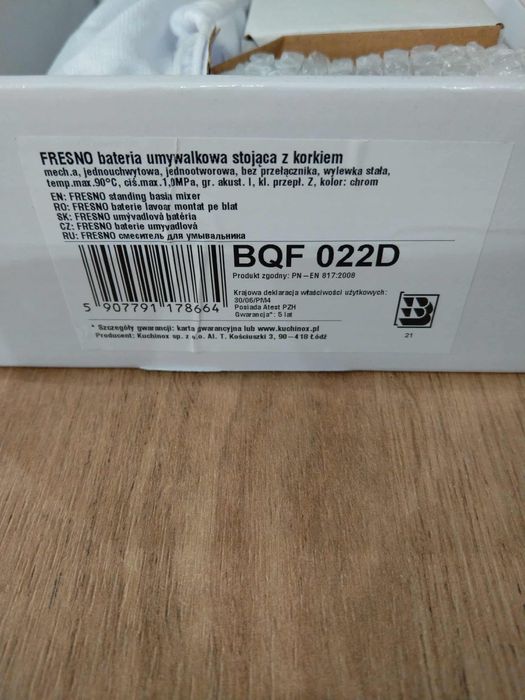 FRESNO bateria umywalkowa stojąca z korkiem
mech.a, jednouchwytowa, jednootworowa, bez przełącznika, wylewka stała,
temp.max.90°C, ciś.max.1,0MPa, gr. akust. I, kl. przepł. Z, kolor: chrom
EN: FRESNO standing basin mixer
RO: FRESNO baterie lavoar montat pe blat
SK: FRESNO umývadlová batéria
CZ: FRESNO baterie umyvadlová
RU: FRESNO смеситель для умывальника
BQF 022D
Produkt zgodny: PN-EN 817:2008
Krajowa deklaracja właściwości użytkowych:
30/06/PM4
Posiada Atest PZH
Gwarancja*: 5 lat
5 907791 178664
21
* Szczegóły gwarancji: karta gwarancyjna lub www.kuchinox.pl
Producent: Kuchinox sp. z o.o. Al. T. Kościuszki 3, 90-418 Łódź